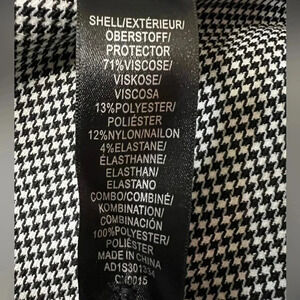 SHELL/EXTÉRIEUR/
OBERSTOFF/
PROTECTOR
71%VISCOSE/
VISKOSE/
VISCOSA
13%POLYESTER/
POLIÉSTER
12%NYLON/NAILON
4%ELASTANE/
ÉLASTHANNE/
ELASTHAN/
ELASTANO
COMBO/COMBINÉ/
KOMBINATION/
COMBINACIÓN
100%POLYESTER/
POLIÉSTER
MADE IN CHINA